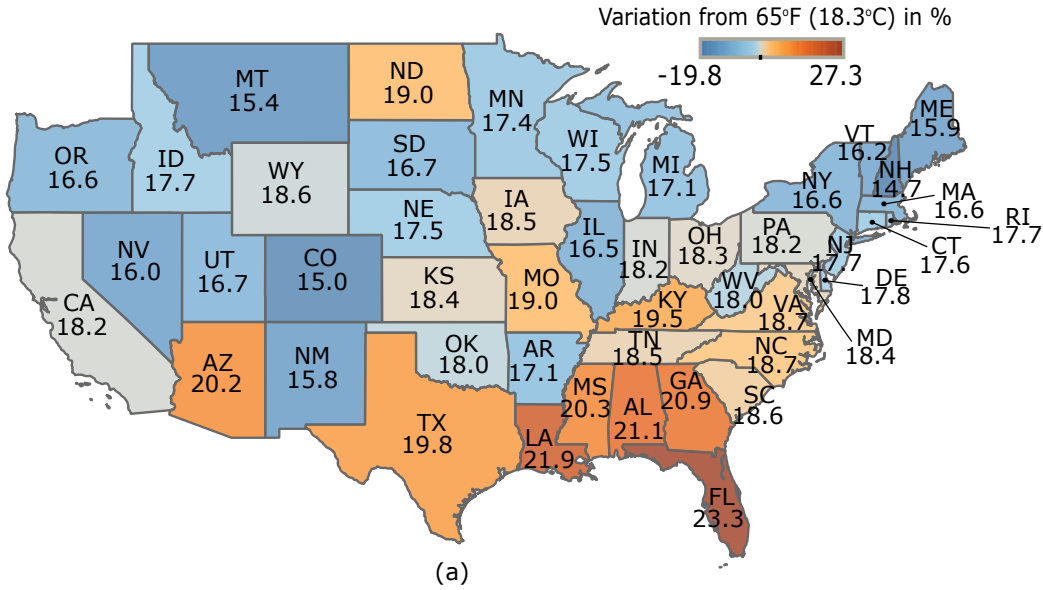 Variation from 65°F (18.3°C) in %
-19.8
27.3
MT
15.4
ND
19.0
MN
17.4
ME
15.9
VT
16.2
OR
16.6
ID
17.7
WY
18.6
SD
16.7
WI
17.5
MI
17.1
NY
16.6
NH
14.7
MA
16.6
RI
17.7
NV
16.0
UT
16.7
CO
15.0
NE
17.5
IA
18.5
IL
16.5
IN
18.2
OH
18.3
PA
18.2
NJ
17.7
CT
17.6
CA
18.2
KS
18.4
MO
19.0
KY
19.5
WV
18.0
VA
18.7
DE
17.8
MD
18.4
AZ
20.2
NM
15.8
OK
18.0
AR
17.1
TN
18.5
NC
18.7
SC
18.6
TX
19.8
LA
21.9
MS
20.3
AL
21.1
GA
20.9
FL
23.3
(a)